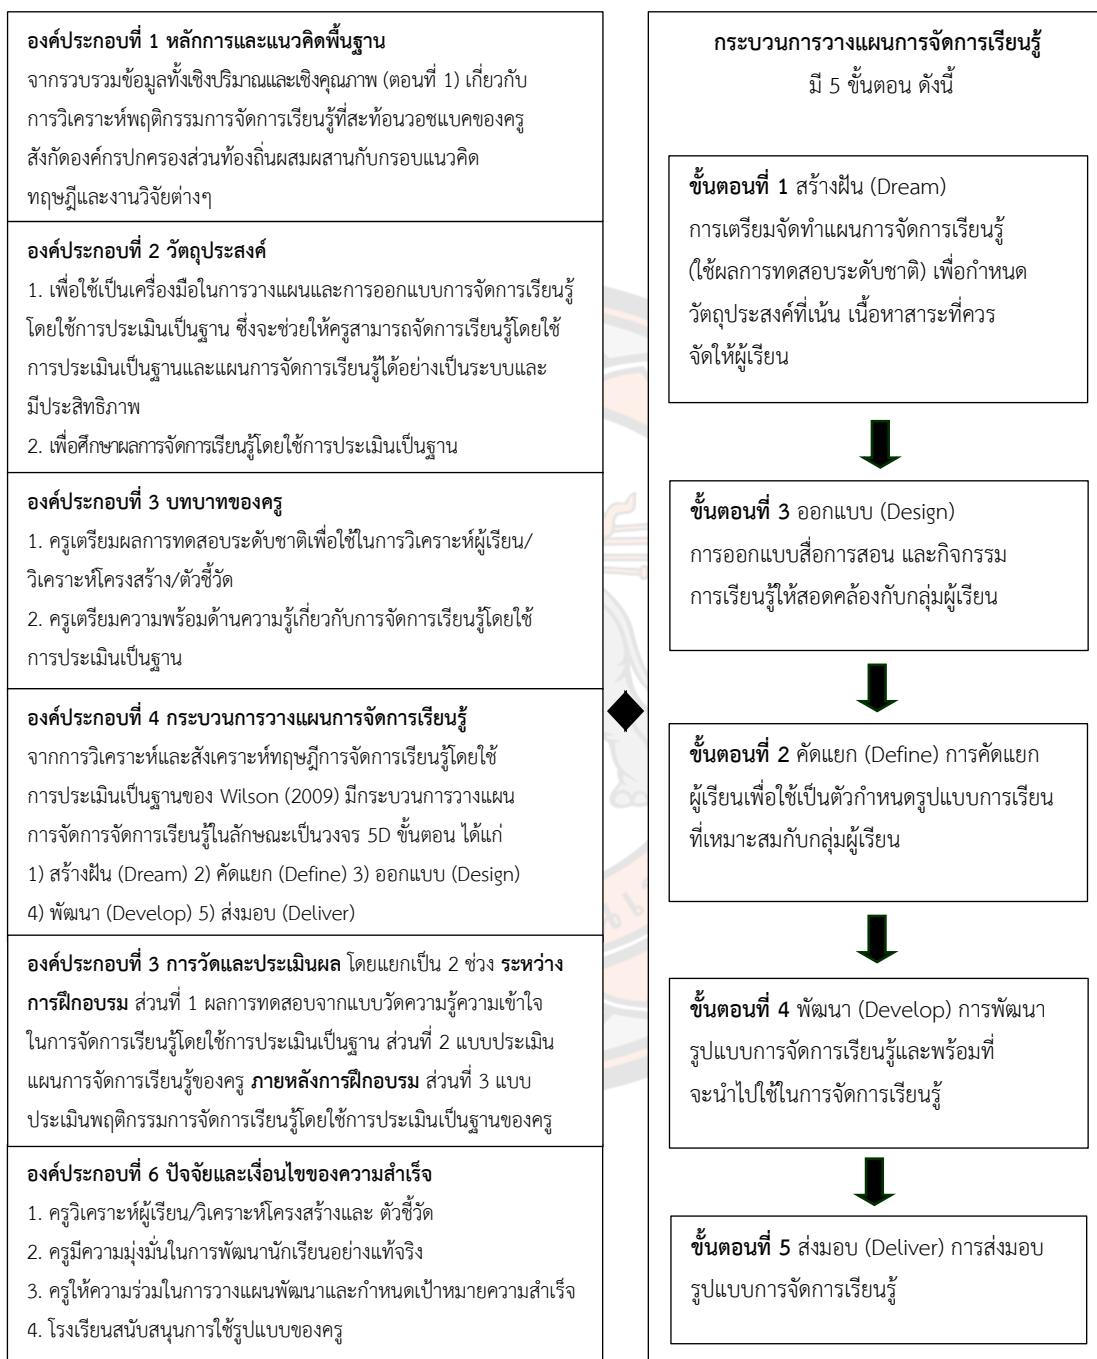 องค์ประกอบที่ 1 หลักการและแนวคิดพื้นฐาน
จากรวบรวมข้อมูลทั้งเชิงปริมาณและเชิงคุณภาพ (ตอนที่ 1) เกี่ยวกับ
การวิเคราะห์พฤติกรรมการจัดการเรียนรู้ที่สะท้อนวอชแบคของครู
สังกัดองค์กรปกครองส่วนท้องถิ่นผสมผสานกับกรอบแนวคิด
ทฤษฎีและงานวิจัยต่างๆ
องค์ประกอบที่ 2 วัตถุประสงค์
1. เพื่อใช้เป็นเครื่องมือในการวางแผนและการออกแบบการจัดการเรียนรู้
โดยใช้การประเมินเป็นฐาน ซึ่งจะช่วยให้ครูสามารถจัดการเรียนรู้โดยใช้
การประเมินเป็นฐานและแผนการจัดการเรียนรู้ได้อย่างเป็นระบบและ
มีประสิทธิภาพ
2. เพื่อศึกษาผลการจัดการเรียนรู้โดยใช้การประเมินเป็นฐาน
องค์ประกอบที่ 3 บทบาทของครู
1. ครูเตรียมผลการทดสอบระดับชาติเพื่อใช้ในการวิเคราะห์ผู้เรียน/
วิเคราะห์โครงสร้าง/ตัวชี้วัด
2. ครูเตรียมความพร้อมด้านความรู้เกี่ยวกับการจัดการเรียนรู้โดยใช้
การประเมินเป็นฐาน
องค์ประกอบที่ 4 กระบวนการวางแผนการจัดการเรียนรู้
จากการวิเคราะห์และสังเคราะห์ทฤษฎีการจัดการเรียนรู้โดยใช้
การประเมินเป็นฐานของ Wilson (2009) มีกระบวนการวางแผน
การจัดการจัดการเรียนรู้ในลักษณะเป็นวงจร 5D ขั้นตอน ได้แก่
1) สร้างฝัน (Dream) 2) คัดแยก (Define) 3) ออกแบบ (Design)
4) พัฒนา (Develop) 5) ส่งมอบ (Deliver)
องค์ประกอบที่ 3 การวัดและประเมินผล โดยแยกเป็น 2 ช่วง ระหว่าง
การฝึกอบรม ส่วนที่ 1 ผลการทดสอบจากแบบวัดความรู้ความเข้าใจ
ในการจัดการเรียนรู้โดยใช้การประเมินเป็นฐาน ส่วนที่ 2 แบบประเมิน
แผนการจัดการเรียนรู้ของครู ภายหลังการฝึกอบรม ส่วนที่ 3 แบบ
ประเมินพฤติกรรมการจัดการเรียนรู้โดยใช้การประเมินเป็นฐานของครู
องค์ประกอบที่ 6 ปัจจัยและเงื่อนไขของความสำเร็จ
1. ครูวิเคราะห์ผู้เรียน/วิเคราะห์โครงสร้างและ ตัวชี้วัด
2. ครูมีความมุ่งมั่นในการพัฒนานักเรียนอย่างแท้จริง
3. ครูให้ความร่วมในการวางแผนพัฒนาและกำหนดเป้าหมายความสำเร็จ
4. โรงเรียนสนับสนุนการใช้รูปแบบของครู
กระบวนการวางแผนการจัดการเรียนรู้
มี 5 ขั้นตอน ดังนี้
ขั้นตอนที่ 1 สร้างฝัน (Dream)
การเตรียมจัดทำแผนการจัดการเรียนรู้
(ใช้ผลการทดสอบระดับชาติ) เพื่อกำหนด
วัตถุประสงค์ที่เน้น เนื้อหาสาระที่ควร
จัดให้ผู้เรียน
ขั้นตอนที่ 3 ออกแบบ (Design)
การออกแบบสื่อการสอน และกิจกรรม
การเรียนรู้ให้สอดคล้องกับกลุ่มผู้เรียน
ขั้นตอนที่ 2 คัดแยก (Define) การคัดแยก
ผู้เรียนเพื่อใช้เป็นตัวกำหนดรูปแบบการเรียน
ที่เหมาะสมกับกลุ่มผู้เรียน
ขั้นตอนที่ 4 พัฒนา (Develop) การพัฒนา
รูปแบบการจัดการเรียนรู้และพร้อมที่
จะนำไปใช้ในการจัดการเรียนรู้
ขั้นตอนที่ 5 ส่งมอบ (Deliver) การส่งมอบ
รูปแบบการจัดการเรียนรู้